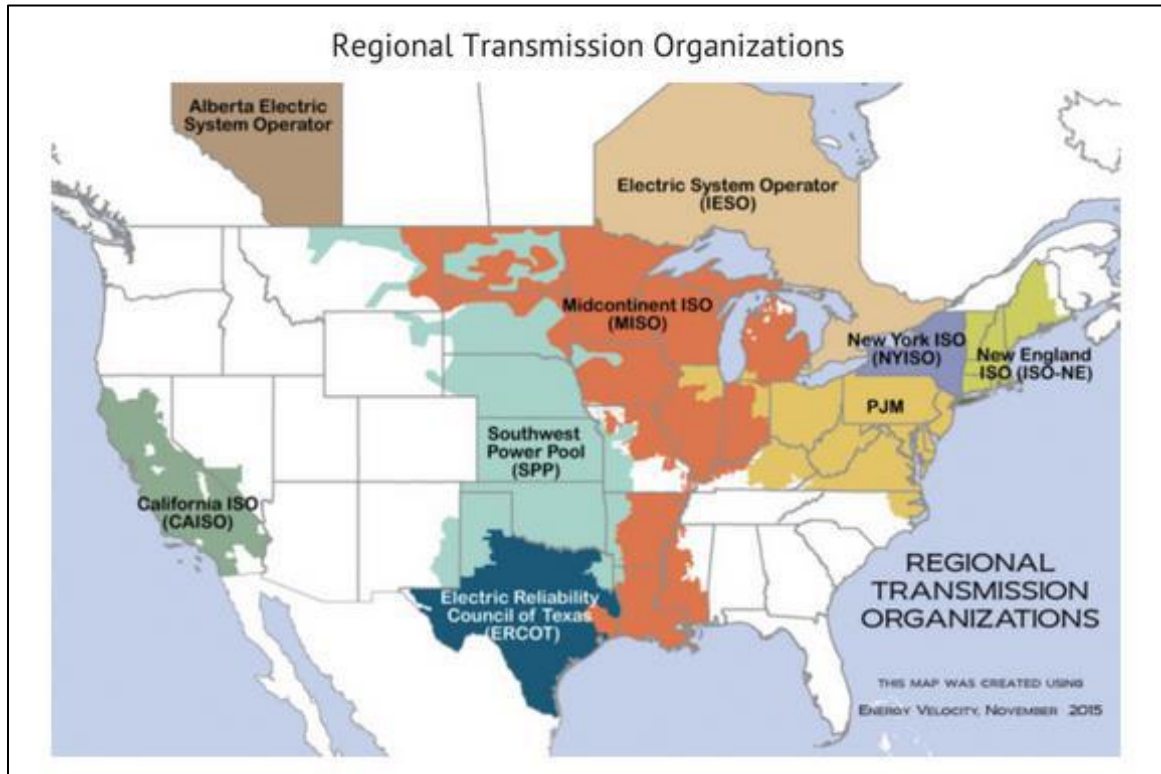 Regional Transmission Organizations
Alberta Electric
System Operator
Electric System Operator
(IESO)
Midcontinent ISO
(MISO)
New York ISO
(NYISO)
New England
ISO (ISO-NE)
PJM
Southwest
Power Pool
(SPP)
California ISO
(CAISO)
Electric Reliability
Council of Texas
(ERCOT)
REGIONAL
TRANSMISSION
ORGANIZATIONS
THIS MAP WAS CREATED USING
ENERGY VELOCITY, NOVEMBER 2015